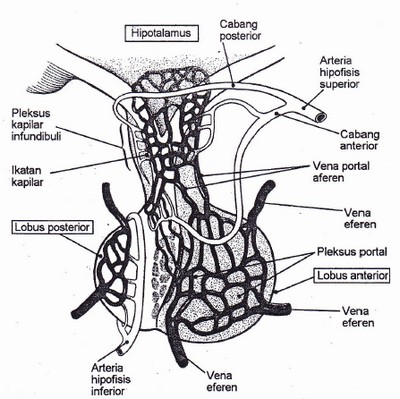 Hipotalamus
Cabang
posterior
Arteria
hipofisis
superior
Pleksus
kapilar
infundibuli
Cabang
anterior
Ikatan
kapilar
Vena portal
aferen
Vena
eferen
Lobus posterior
Pleksus portal
Lobus anterior
Vena
eferen
Arteria
hipofisis
inferior
Vena
eferen